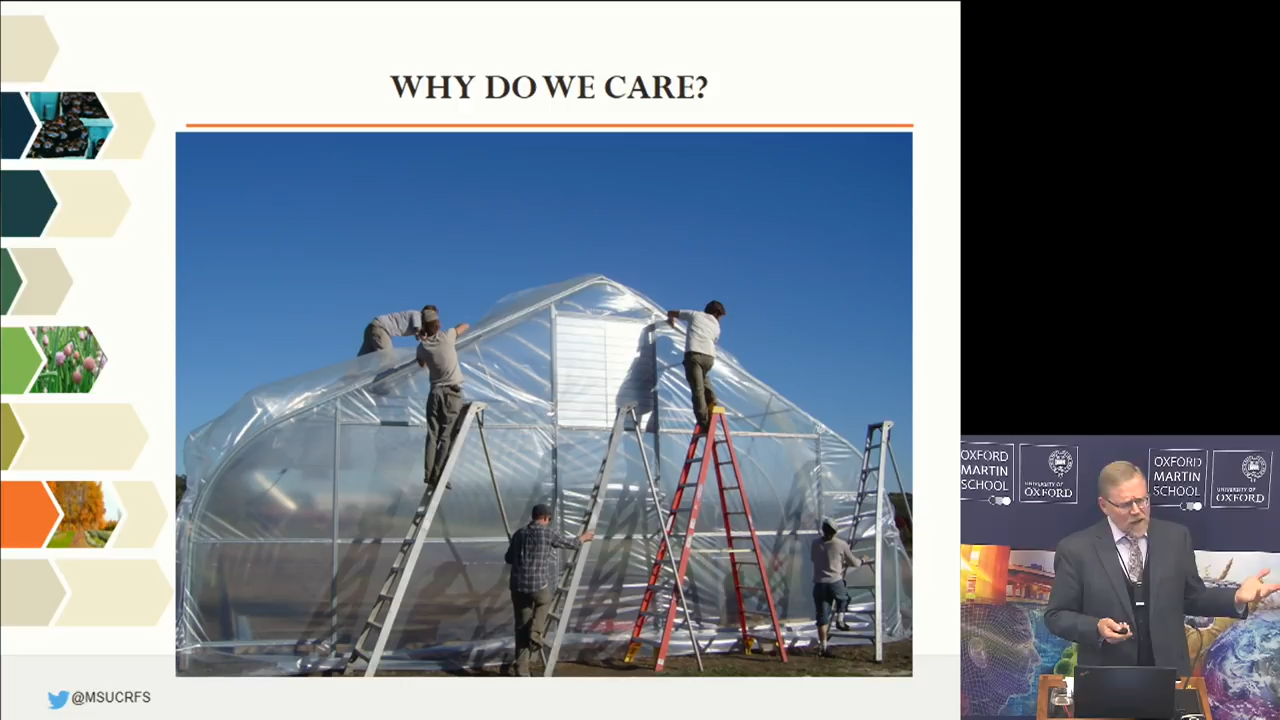 WHY DO WE CARE?
@MSUCRFS
OXFORD
MARTIN
SCHOOL
UNIVERSITY OF
OXFORD
OXFORD
MARTIN
SCHOOL
UNIVERSITY OF
OXFORD